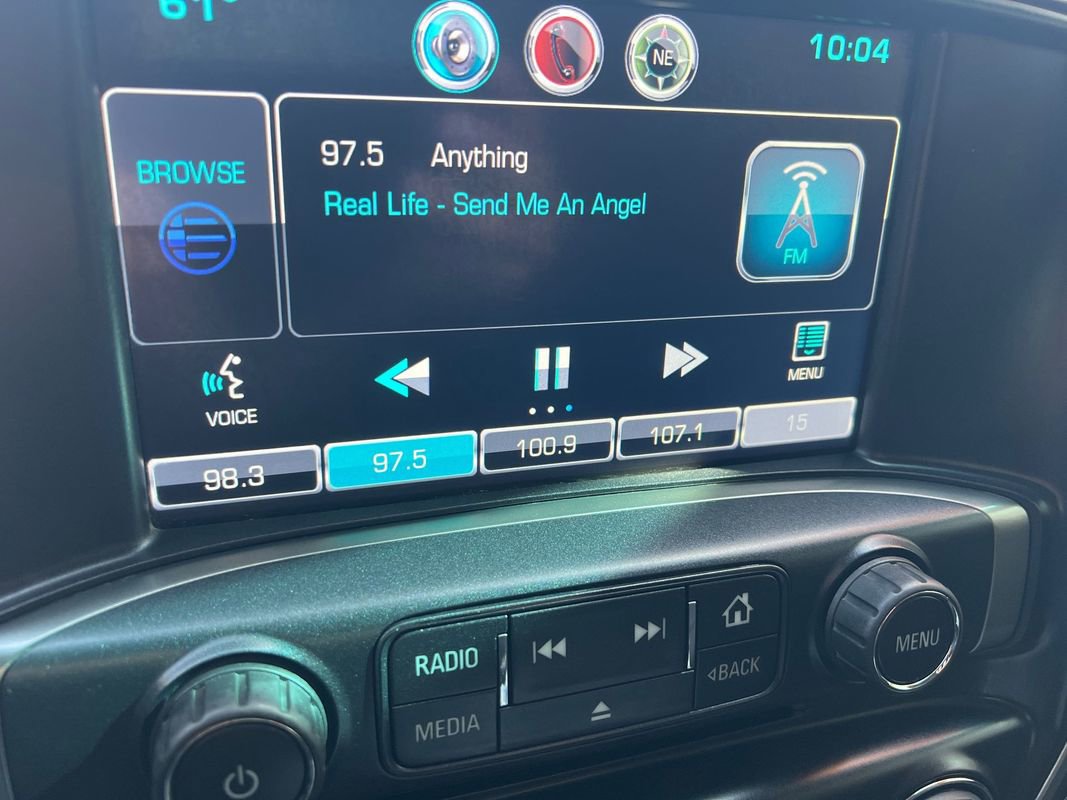 NE
10:04
BROWSE
97.5 Anything
Real Life - Send Me An Angel
FM
VOICE
MENU
98.3
97.5
100.9
107.1
15
RADIO
MEDIA
BACK
MENU